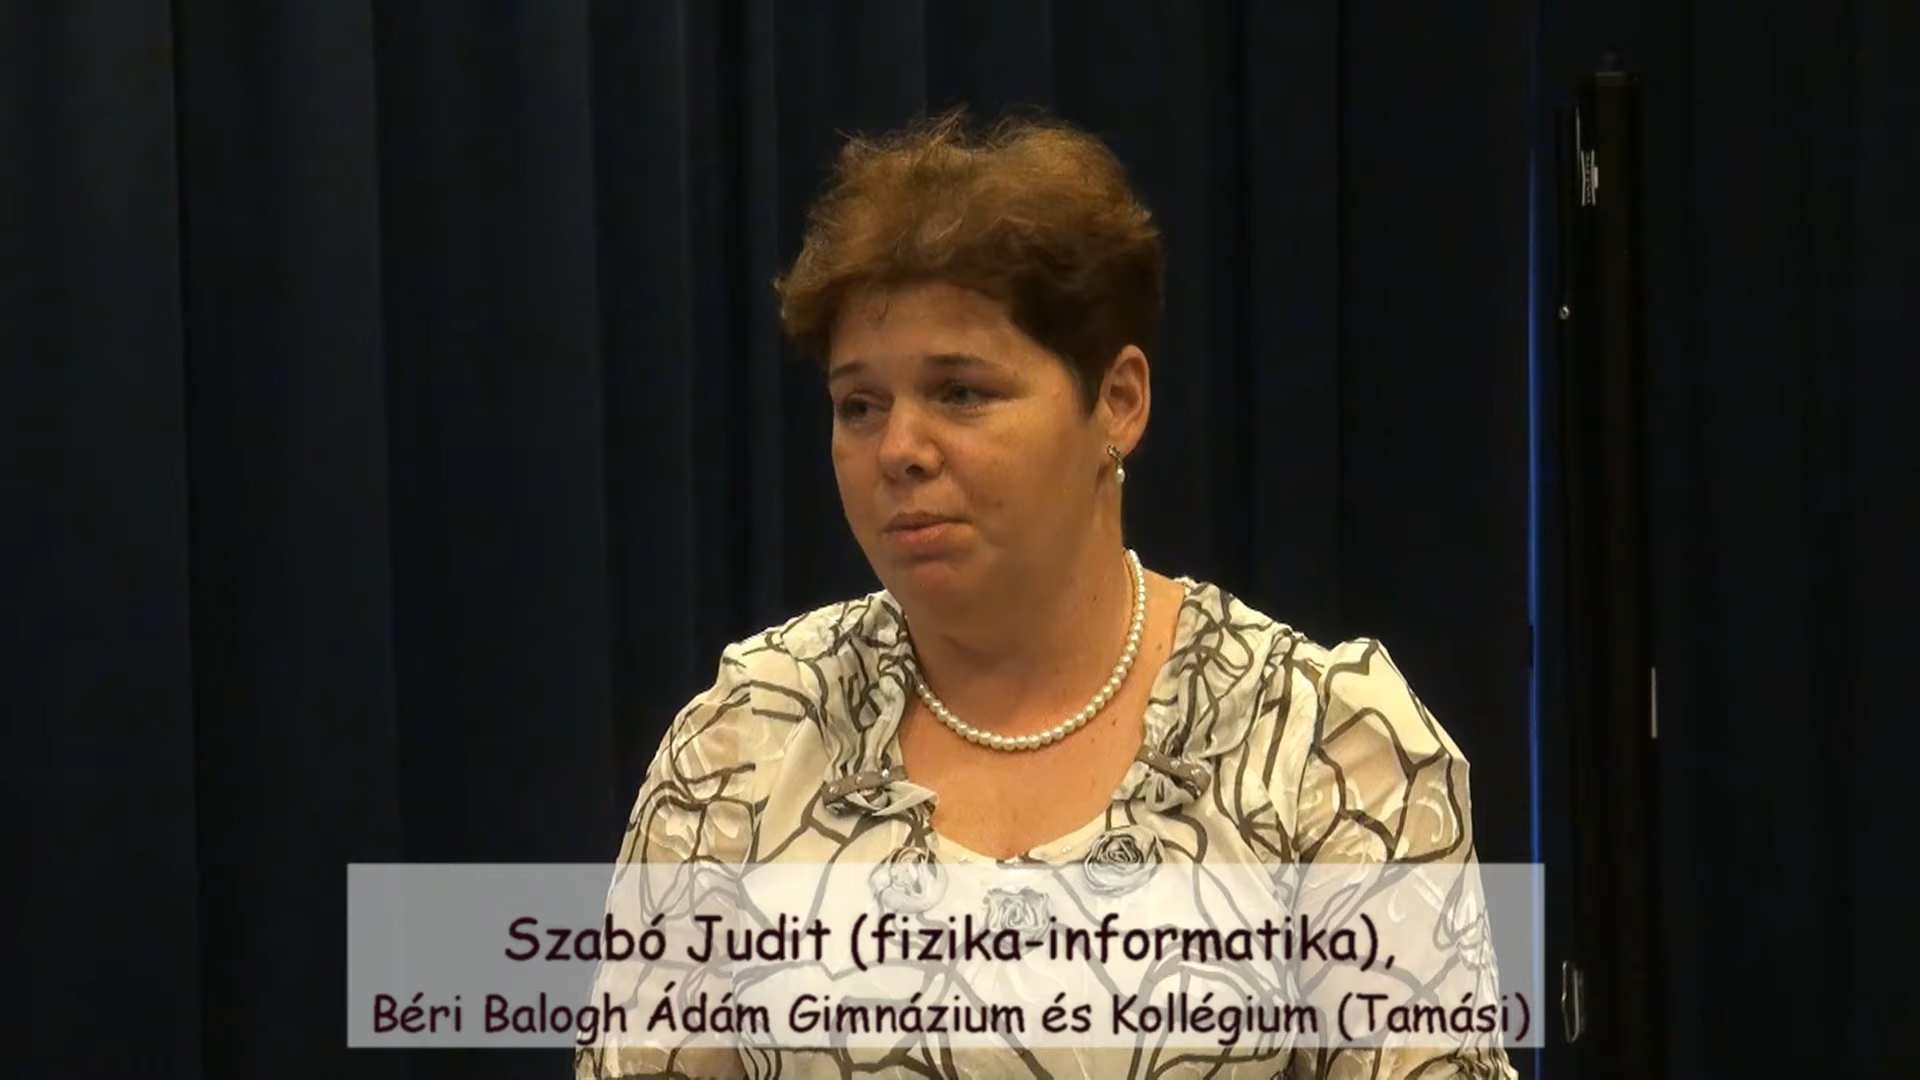 Szabó Judit (fizika-informatika),
Béri Balogh Ádám Gimnázium és Kollégium (Tamási)